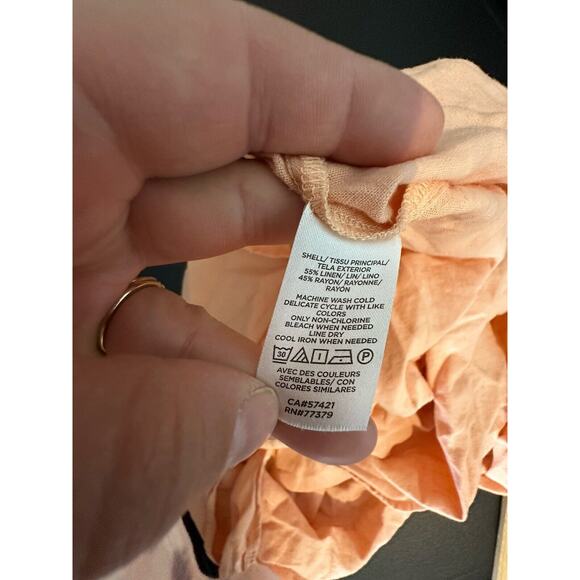 SHELL/ TISSU PRINCIPAL/
TELA EXTERIOR
55% LINEN/ LIN/ LINO
45% RAYON/ RAYONNE/
RAYON
MACHINE WASH COLD
DELICATE CYCLE WITH LIKE
COLORS
ONLY NON-CHLORINE
BLEACH WHEN NEEDED
LINE DRY
COOL IRON WHEN NEEDED
30 P
AVEC DES COULEURS
SEMBLABLES/ CON
COLORES SIMILARES
CA#57421
RN#77379